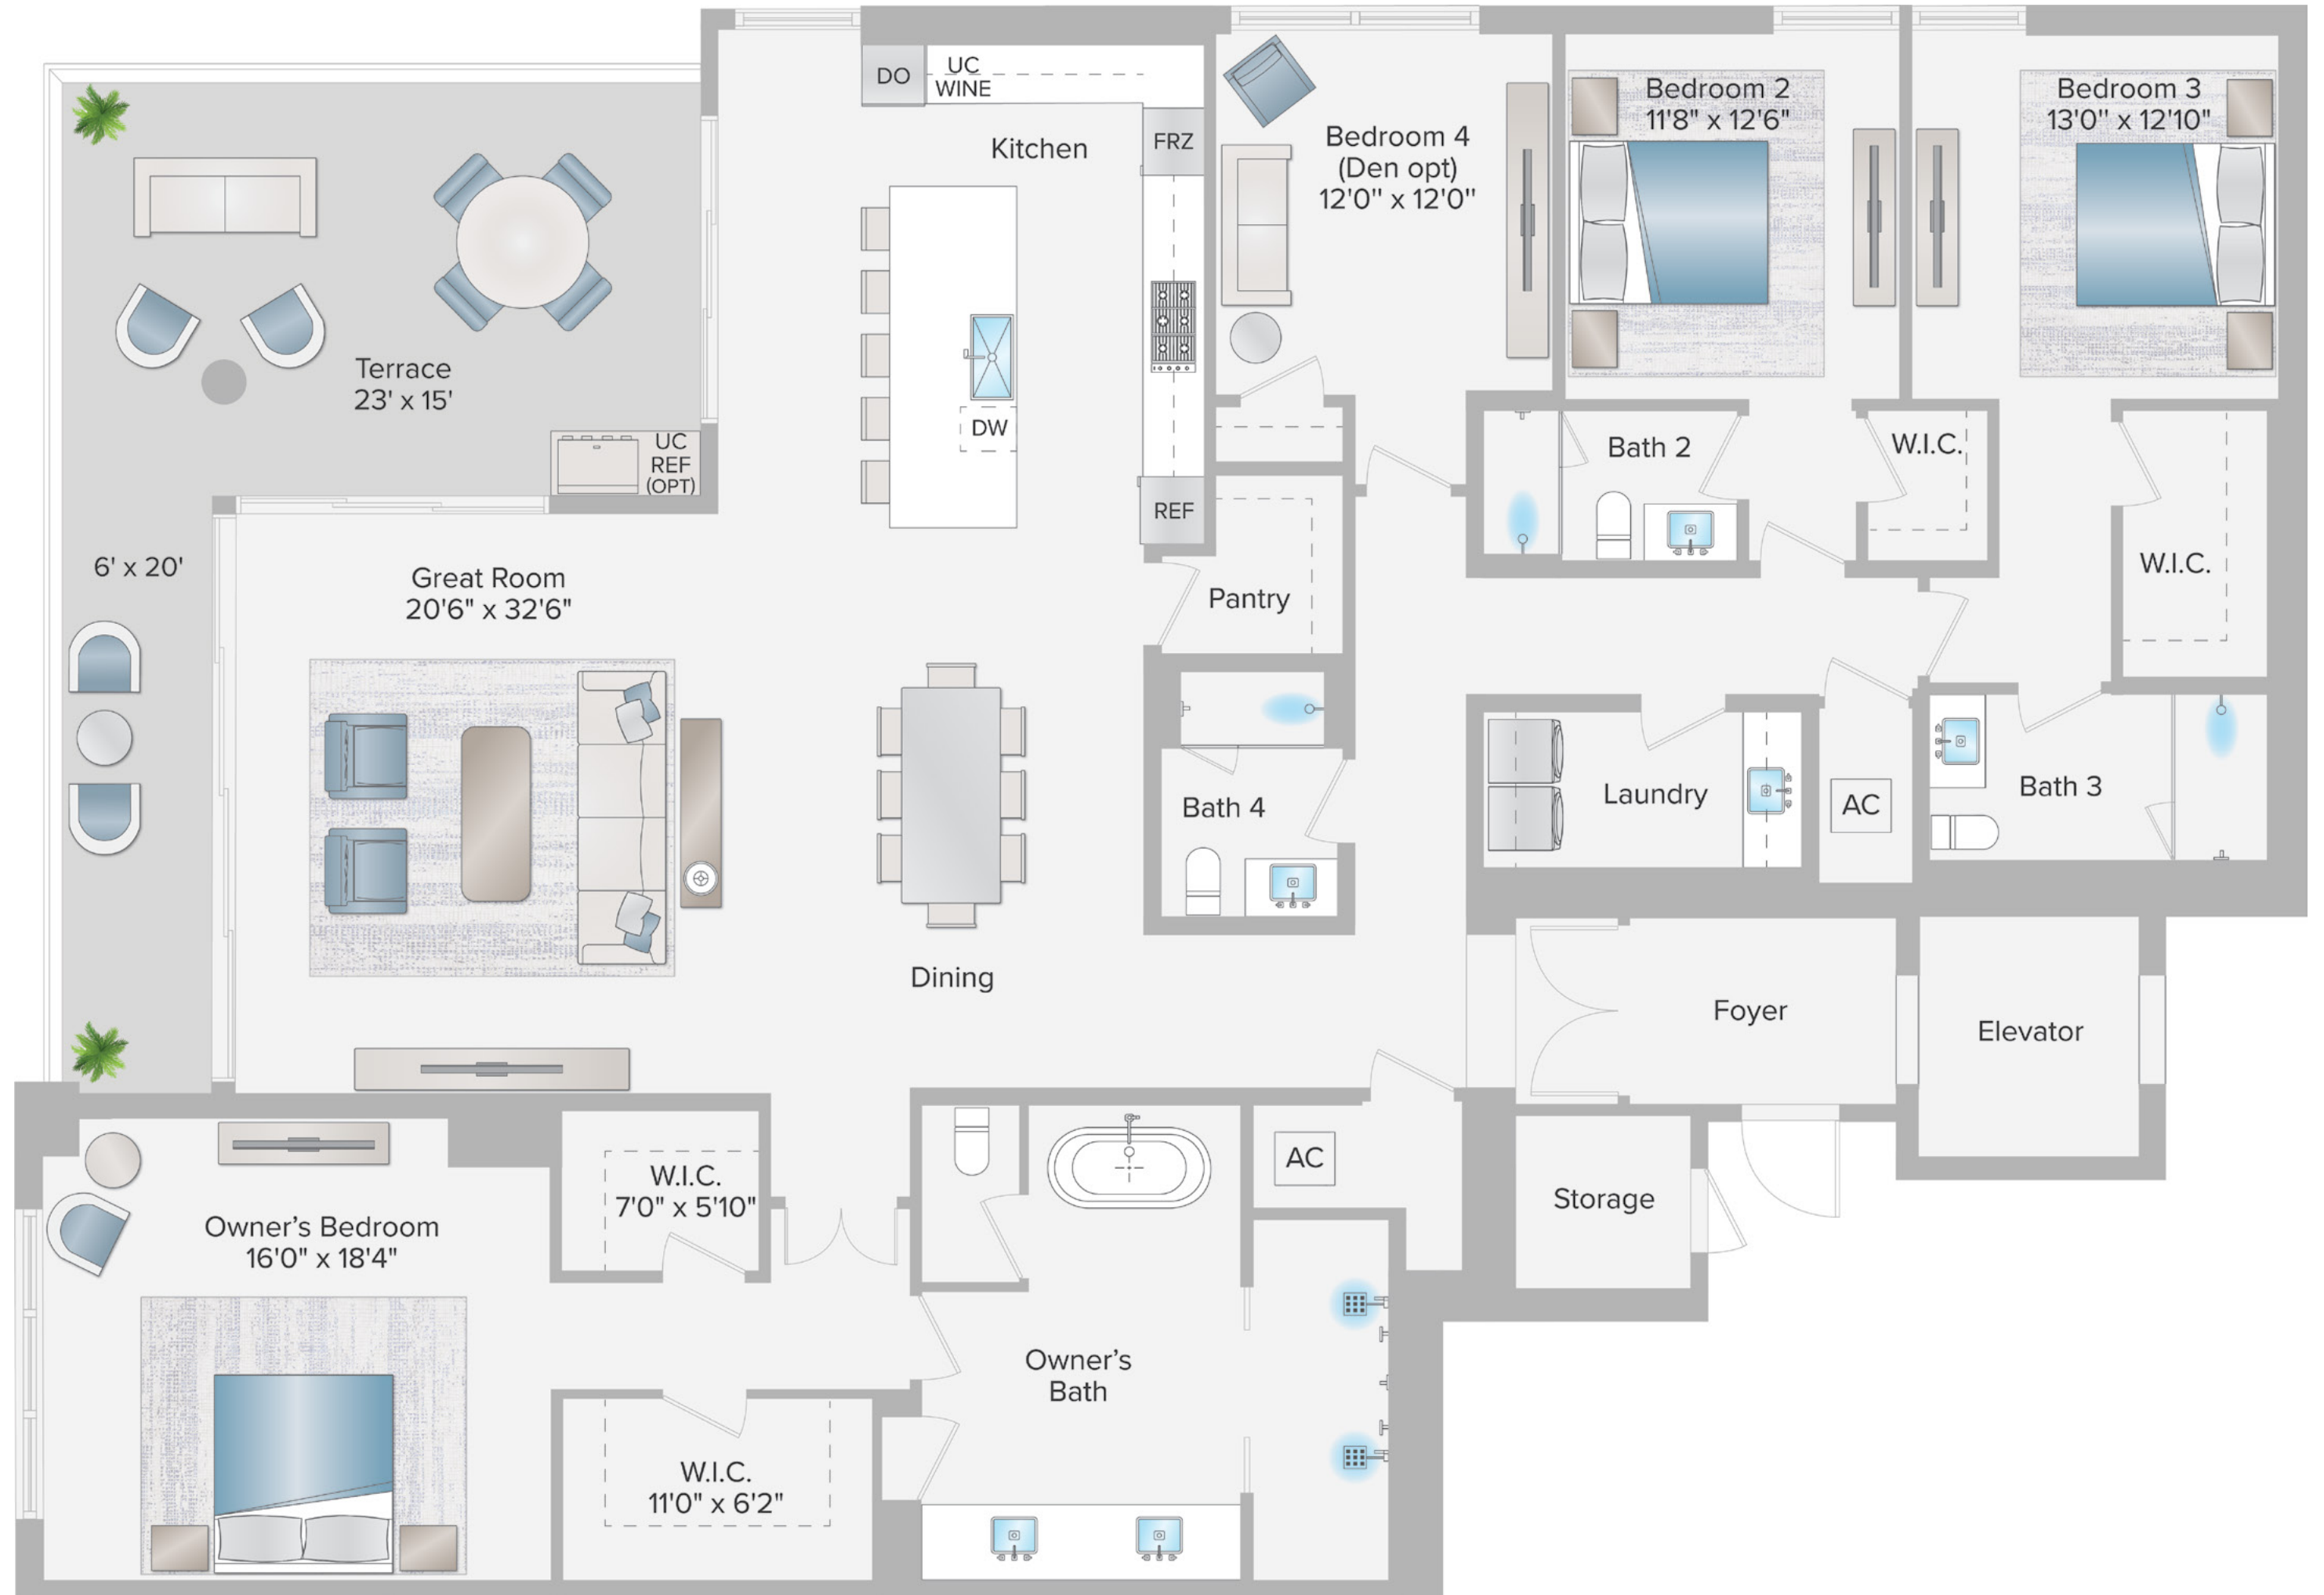 DO
UC
WINE
Kitchen
FRZ
Bedroom 4
(Den opt)
12'0" x 12'0"
Bedroom 2
11'8" x 12'6"
Bedroom 3
13'0" x 12'10"
Terrace
23' x 15'
UC
REF
(OPT)
DW
REF
Bath 2
W.I.C.
W.I.C.
6' x 20'
Great Room
20'6" x 32'6"
Pantry
Bath 4
Laundry
AC
Bath 3
Dining
Foyer
Elevator
W.I.C.
7'0" x 5'10"
AC
Storage
Owner’s Bedroom
16'0" x 18'4"
Owner’s
Bath
W.I.C.
11'0" x 6'2"